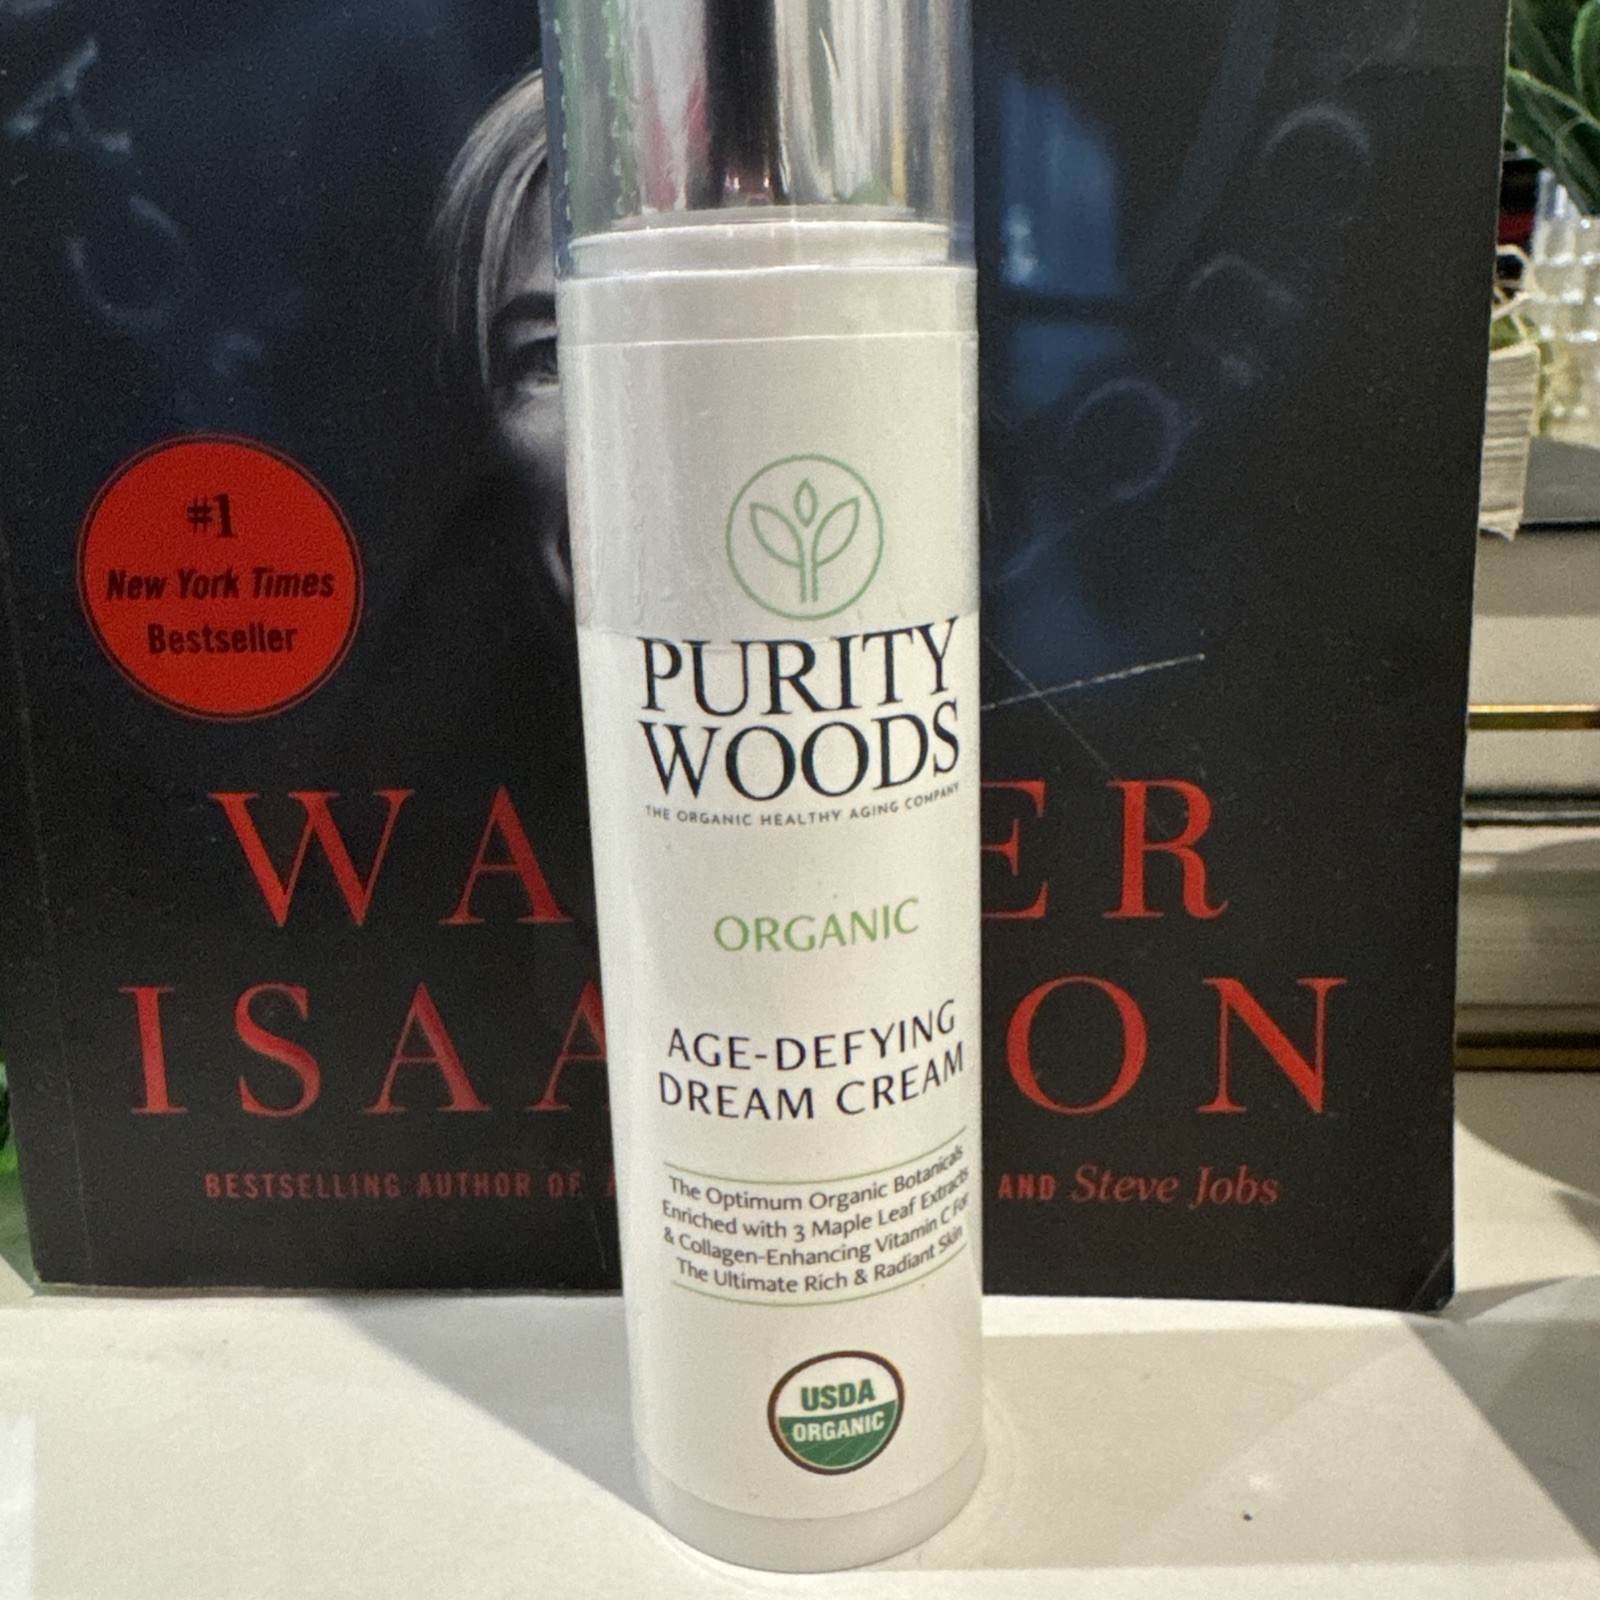 #1
New York Times
Bestseller
WA ER
ISAA ON
BESTSELLING AUTHOR OF AND Steve Jobs
PURITY
WOODS
THE ORGANIC HEALTHY AGING COMPANY
ORGANIC
AGE-DEFYING
DREAM CREAM
The Optimum Organic Botanicals
Enriched with 3 Maple Leaf Extracts
& Collagen-Enhancing Vitamin C For
The Ultimate Rich & Radiant Skin
USDA
ORGANIC